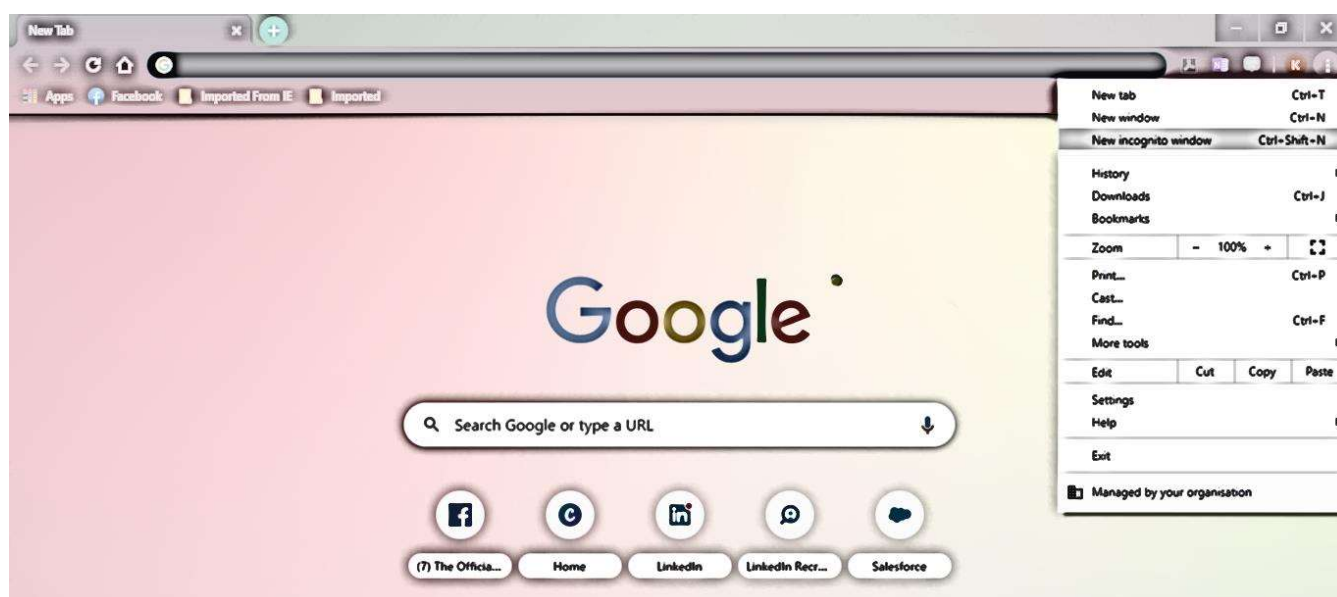 New Tab
Apps Facebook Imported From IE Imported
K
New tab Ctrl+T
New window Ctrl+N
New incognito window Ctrl+Shift+N
History
Downloads Ctrl+J
Bookmarks
Zoom - 100% +
Print... Ctrl+P
Cast...
Find... Ctrl+F
More tools
Edit Cut Copy Paste
Settings
Help
Exit
Managed by your organisation
Google
Search Google or type a URL
(7) The Officia... Home LinkedIn LinkedIn Recr... Salesforce